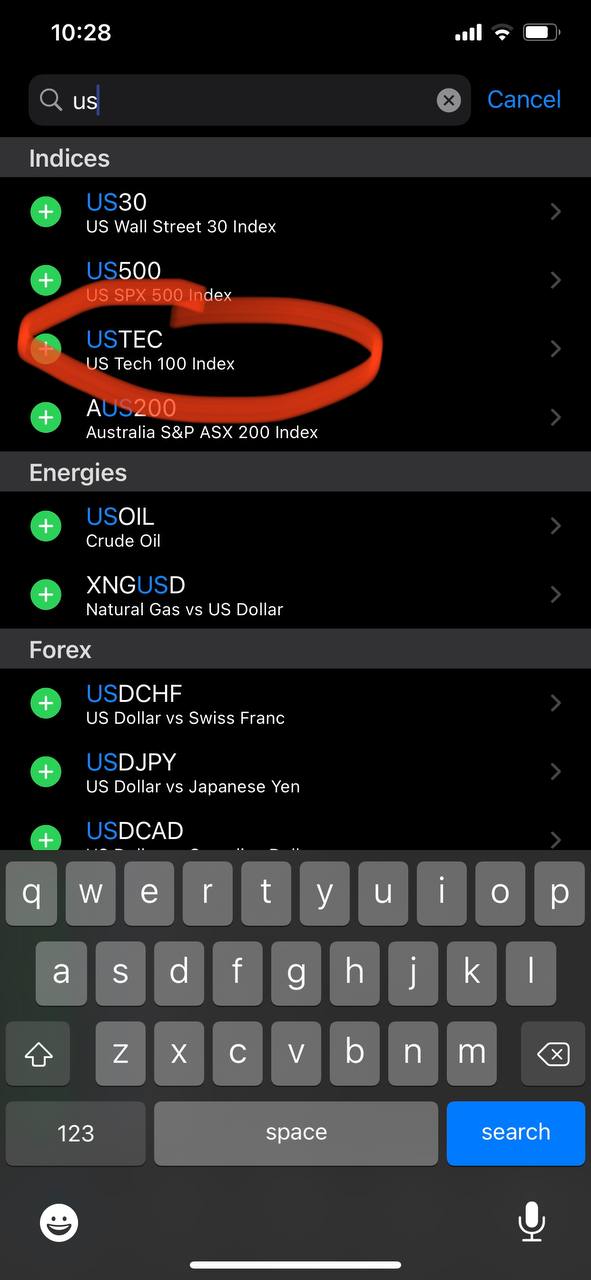 10:28
us
Cancel
Indices
US30
US Wall Street 30 Index
US500
US SPX 500 Index
USTEC
US Tech 100 Index
AUS200
Australia S&P ASX 200 Index
Energies
USOIL
Crude Oil
XNGUSD
Natural Gas vs US Dollar
Forex
USDCHF
US Dollar vs Swiss Franc
USDJPY
US Dollar vs Japanese Yen
USDCAD
q w e r t y u i o p
a s d f g h j k l
z x c v b n m
123 space search